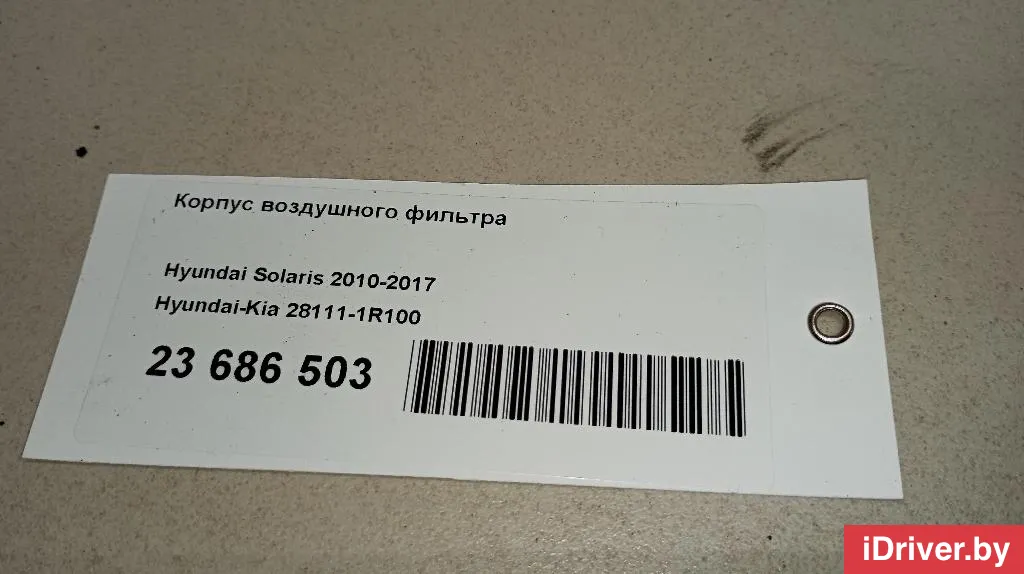 Корпус воздушного фильтра
Hyundai Solaris 2010-2017
Hyundai-Kia 28111-1R100
23 686 503
iDriver.by